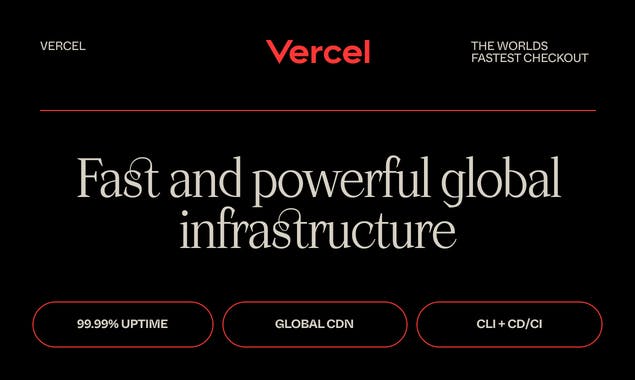 VERCEL
Vercel
THE WORLDS
FASTEST CHECKOUT
Fast and powerful global
infrastructure
99.99% UPTIME
GLOBAL CDN
CLI + CD/CI